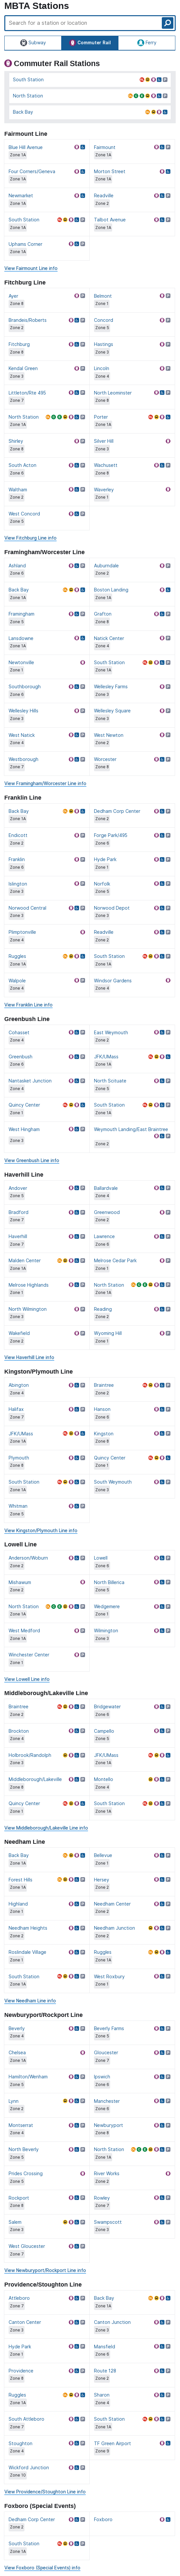 MBTA Stations
Search for a station
Subway Commuter Rail Ferry
Commuter Rail Stations
South Station
North Station
Back Bay
Fairmount Line
Blue Hill Avenue Fairmount
Zone 1A Zone 1A
Four Corners/Geneva Morton Street
Zone 1A Zone 1A
Newmarket Readville
Zone 1A Zone 2
South Station Talbot Avenue
Zone 1A Zone 1A
Uphams Corner
Zone 1A
View Fairmount Line info
Fitchburg Line
Ayer Belmont
Zone 8 Zone 1
Brandeis/Roberts Concord
Zone 2 Zone 5
Fitchburg Hastings
Zone 8 Zone 3
Kendal Green Lincoln
Zone 3 Zone 4
Littleton/Rte 495 North Leominster
Zone 7 Zone 8
North Station Porter
Zone 1A Zone 1A
Shirley Silver Hill
Zone 8 Zone 3
South Acton Wachusett
Zone 6 Zone 8
Waltham Waverley
Zone 2 Zone 1
West Concord
Zone 5
View Fitchburg Line info
Framingham/Worcester Line
Ashland Auburndale
Zone 6 Zone 2
Back Bay Boston Landing
Zone 1A Zone 1A
Framingham Grafton
Zone 5 Zone 8
Lansdowne Natick Center
Zone 1A Zone 4
Newtonville South Station
Zone 1 Zone 1A
Southborough Wellesley Farms
Zone 6 Zone 3
Wellesley Hills Wellesley Square
Zone 3 Zone 3
West Natick West Newton
Zone 4 Zone 2
Westborough Worcester
Zone 7 Zone 8
View Framingham/Worcester Line info
Franklin Line
Back Bay Dedham Corp Center
Zone 1A Zone 2
Endicott Forge Park/495
Zone 2 Zone 6
Franklin Hyde Park
Zone 6 Zone 1
Islington Norfolk
Zone 3 Zone 5
Norwood Central Norwood Depot
Zone 3 Zone 3
Plimptonville Readville
Zone 4 Zone 2
Ruggles South Station
Zone 1A Zone 1A
Walpole Windsor Gardens
Zone 4 Zone 4
View Franklin Line info
Greenbush Line
Cohasset East Weymouth
Zone 4 Zone 2
Greenbush JFK/UMass
Zone 6 Zone 1A
Nantasket Junction North Scituate
Zone 4 Zone 5
Quincy Center South Station
Zone 1 Zone 1A
West Hingham Weymouth Landing/East Braintree
Zone 3 Zone 2
View Greenbush Line info
Haverhill Line
Andover Ballardvale
Zone 5 Zone 4
Bradford Greenwood
Zone 7 Zone 2
Haverhill Lawrence
Zone 7 Zone 6
Malden Center Melrose Cedar Park
Zone 1A Zone 1
Melrose Highlands North Station
Zone 1 Zone 1A
North Wilmington Reading
Zone 3 Zone 2
Wakefield Wyoming Hill
Zone 2 Zone 1
View Haverhill Line info
Kingston/Plymouth Line
Abington Braintree
Zone 4 Zone 2
Halifax Hanson
Zone 7 Zone 6
JFK/UMass Kingston
Zone 1A Zone 8
Plymouth Quincy Center
Zone 8 Zone 1
South Station South Weymouth
Zone 1A Zone 3
Whitman
Zone 5
View Kingston/Plymouth Line info
Lowell Line
Anderson/Woburn Lowell
Zone 2 Zone 6
Mishawum North Billerica
Zone 2 Zone 5
North Station Wedgemere
Zone 1A Zone 1
West Medford Wilmington
Zone 1A Zone 3
Winchester Center
Zone 1
View Lowell Line info
Middleborough/Lakeville Line
Braintree Bridgewater
Zone 2 Zone 6
Brockton Campello
Zone 4 Zone 5
Holbrook/Randolph JFK/UMass
Zone 3 Zone 1A
Middleborough/Lakeville Montello
Zone 8 Zone 4
Quincy Center South Station
Zone 1 Zone 1A
View Middleborough/Lakeville Line info
Needham Line
Back Bay Bellevue
Zone 1A Zone 1
Forest Hills Hersey
Zone 1A Zone 2
Highland Needham Center
Zone 1 Zone 2
Needham Heights Needham Junction
Zone 2 Zone 2
Roslindale Village Ruggles
Zone 1 Zone 1A
South Station West Roxbury
Zone 1A Zone 1
View Needham Line info
Newburyport/Rockport Line
Beverly Beverly Farms
Zone 4 Zone 5
Chelsea Gloucester
Zone 1A Zone 7
Hamilton/Wenham Ipswich
Zone 5 Zone 6
Lynn Manchester
Zone 2 Zone 6
Montserrat Newburyport
Zone 4 Zone 8
North Beverly North Station
Zone 5 Zone 1A
Prides Crossing River Works
Zone 5 Zone 2
Rockport Rowley
Zone 8 Zone 7
Salem Swampscott
Zone 3 Zone 3
West Gloucester
Zone 7
View Newburyport/Rockport Line info
Providence/Stoughton Line
Attleboro Back Bay
Zone 7 Zone 1A
Canton Center Canton Junction
Zone 3 Zone 3
Hyde Park Mansfield
Zone 1 Zone 6
Providence Route 128
Zone 8 Zone 2
Ruggles Sharon
Zone 1A Zone 4
South Attleboro South Station
Zone 7 Zone 1A
Stoughton TF Green Airport
Zone 4 Zone 9
Wickford Junction
Zone 10
View Providence/Stoughton Line info
Foxboro (Special Events)
Dedham Corp Center Foxboro
Zone 2
South Station
Zone 1A
View Foxboro (Special Events) info